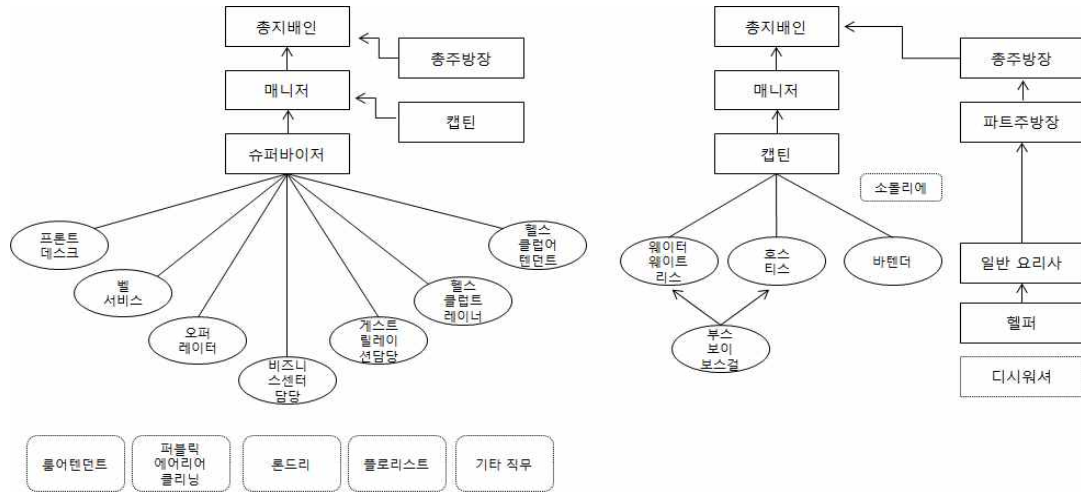 총지배인
총주방장
매니저
캡틴
슈퍼바이저
프론트
데스크
벨
서비스
오퍼
레이터
비즈니
스센터
담당
게스트
릴레이
션담당
헬스
클럽트
레이너
헬스
클럽어
텐던트
룸어텐던트
퍼블릭
에어리어
클리닝
론드리
플로리스트
기타 직무
총지배인
총주방장
매니저
파트주방장
캡틴
소믈리에
웨이터
웨이트
리스
호스
티스
바텐더
일반 요리사
부스
보이
보스걸
헬퍼
디시워셔